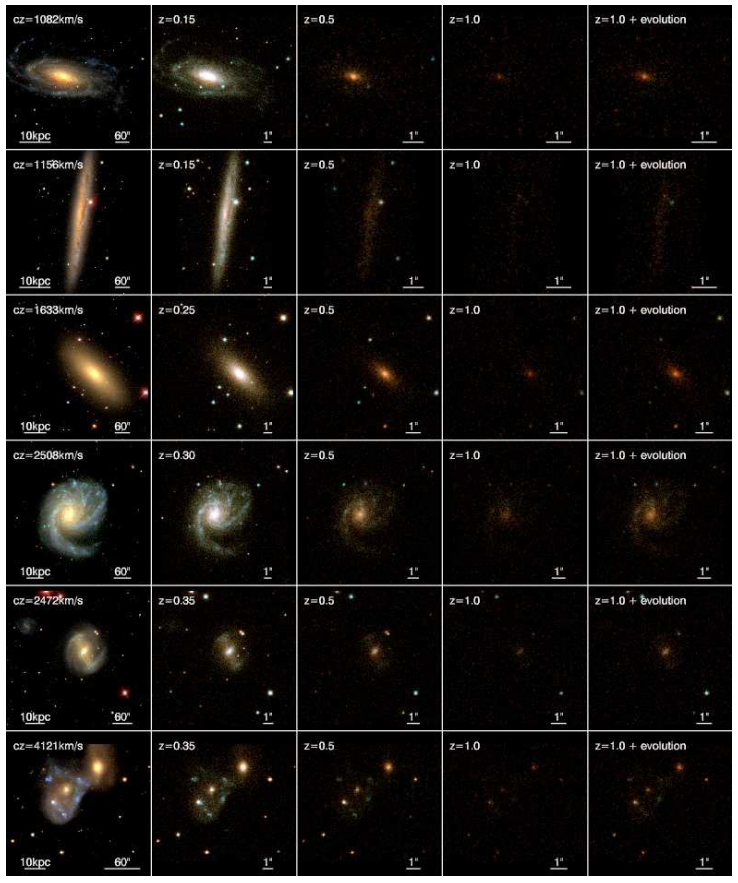 cz=1082km/s z=0.15 z=0.5 z=1.0 z=1.0 + evolution
10kpc 60" 1" 1" 1" 1"
cz=1156km/s z=0.15 z=0.5 z=1.0 z=1.0 + evolution
10kpc 60" 1" 1" 1" 1"
cz=1633km/s z=0.25 z=0.5 z=1.0 z=1.0 + evolution
10kpc 60" 1" 1" 1" 1"
cz=2508km/s z=0.30 z=0.5 z=1.0 z=1.0 + evolution
10kpc 60" 1" 1" 1" 1"
cz=2472km/s z=0.35 z=0.5 z=1.0 z=1.0 + evolution
10kpc 60" 1" 1" 1" 1"
cz=4121km/s z=0.35 z=0.5 z=1.0 z=1.0 + evolution
10kpc 60" 1" 1" 1" 1"